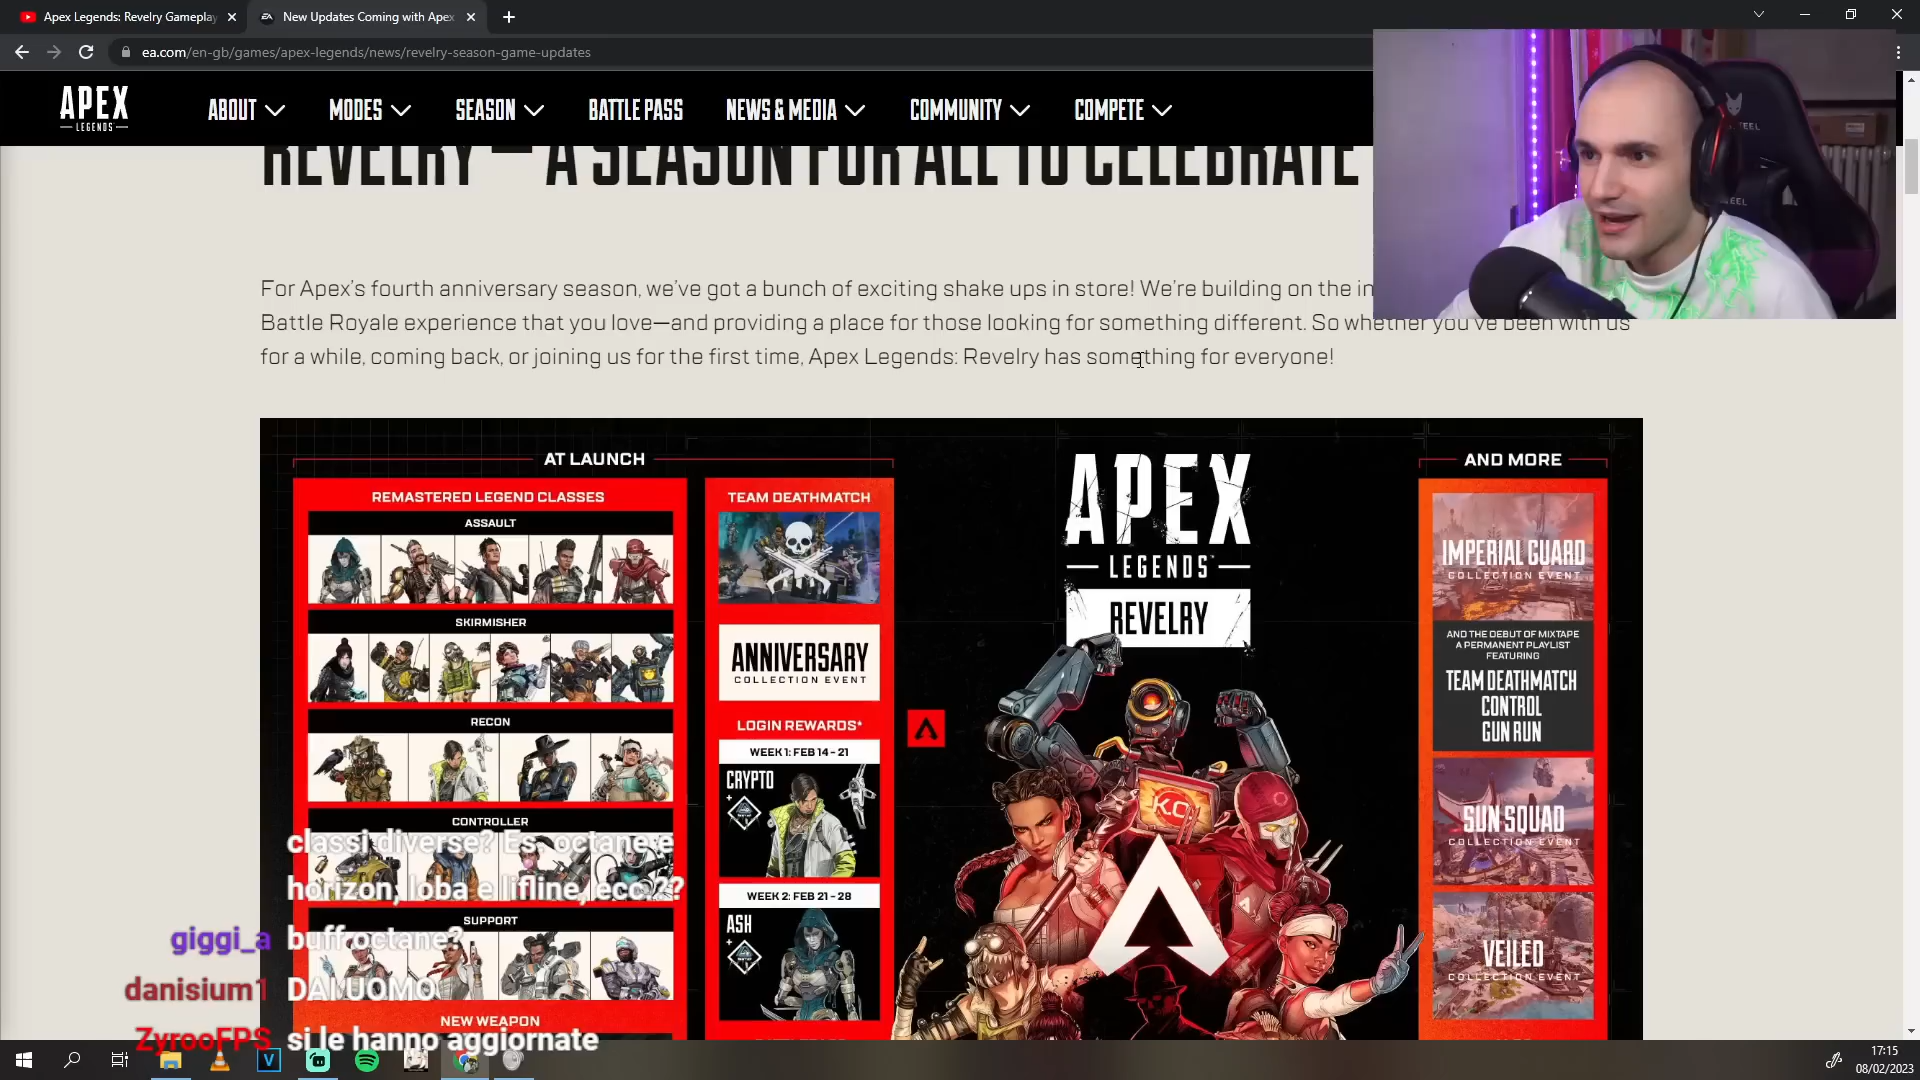 Apex Legends: Revelry Gameplay
New Updates Coming with Apex
ea.com/en-gb/games/apex-legends/news/revelry-season-game-updates
APEX
LEGENDS
ABOUT
MODES
SEASON
BATTLE PASS
NEWS & MEDIA
COMMUNITY
COMPETE
REVELRY — A SEASON FOR ALL TO CELEBRATE
For Apex's fourth anniversary season, we've got a bunch of exciting shake ups in store! We're building on the
Battle Royale experience that you love—and providing a place for those looking for something different. So whether you've been with us
for a while, coming back, or joining us for the first time, Apex Legends: Revelry has something for everyone!
AT LAUNCH
REMASTERED LEGEND CLASSES
ASSAULT
SKIRMISHER
RECON
CONTROLLER
SUPPORT
NEW WEAPON
TEAM DEATHMATCH
ANNIVERSARY
COLLECTION EVENT
LOGIN REWARDS*
WEEK 1: FEB 14 - 21
CRYPTO
+
WEEK 2: FEB 21 - 28
ASH
+
APEX
LEGENDS
REVELRY
K.O.
AND MORE
IMPERIAL GUARD
COLLECTION EVENT
AND THE DEBUT OF MIXTAPE
A PERMANENT PLAYLIST
FEATURING
TEAM DEATHMATCH
CONTROL
GUN RUN
SUN SQUAD
COLLECTION EVENT
VEILED
COLLECTION EVENT
classi diverse? Es. octane e
horizon, loba e lifline, ecc ??
giggi_a buff octane?
danisium1 DAI UOMO
ZyrooFPS si le hanno aggiornate
17:15
08/02/2023